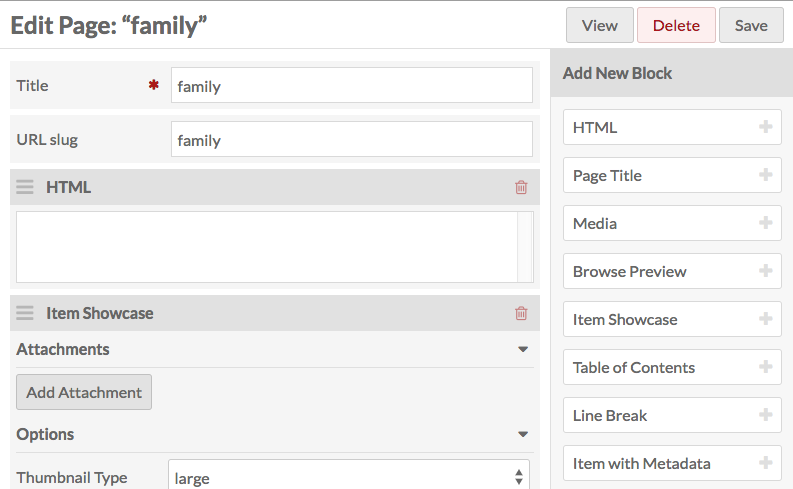 Edit Page: “family”
View
Delete
Save
Title
✱
family
URL slug
family
HTML
Item Showcase
Attachments
Add Attachment
Options
Thumbnail Type
large
Add New Block
HTML
Page Title
Media
Browse Preview
Item Showcase
Table of Contents
Line Break
Item with Metadata